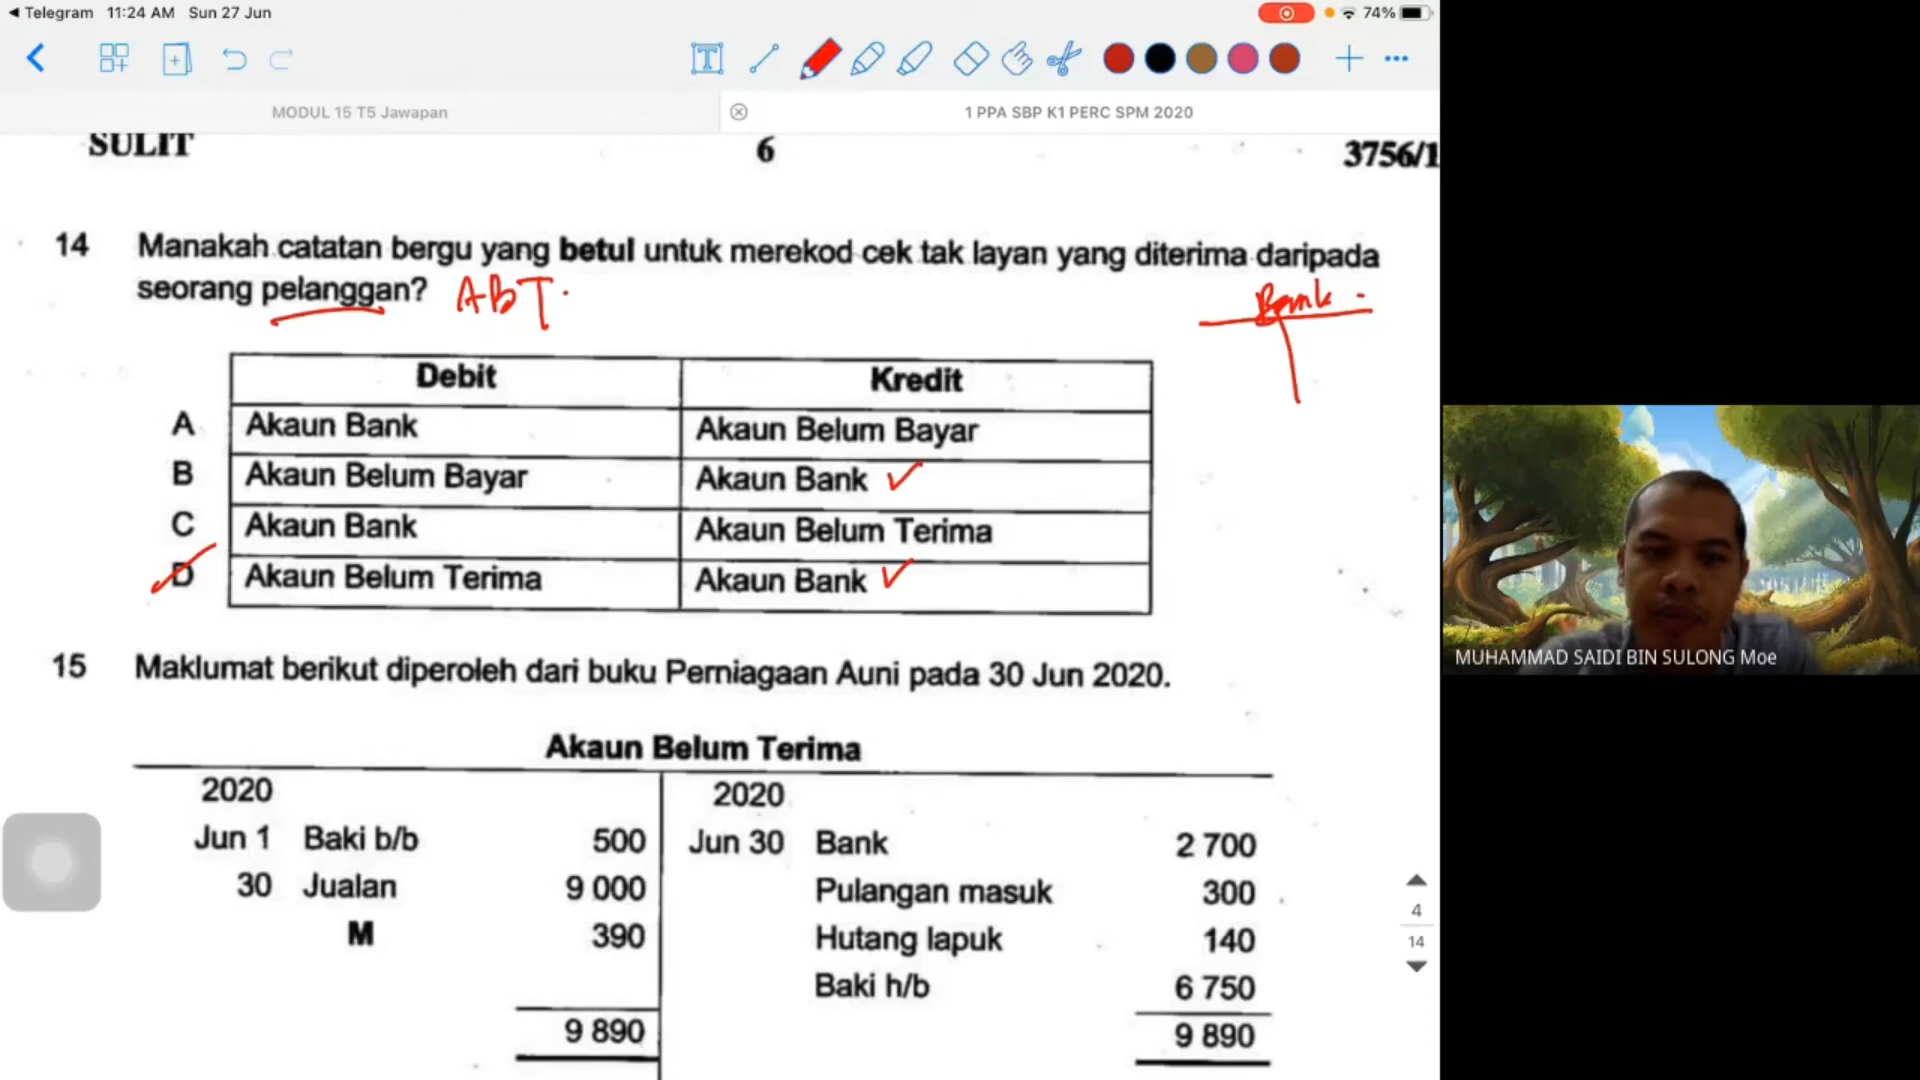 Telegram 11:24 AM Sun 27 Jun 74%
MODUL 15 T5 Jawapan
1 PPA SBP K1 PERC SPM 2020
SULIT 6 3756/1
14 Manakah catatan bergu yang betul untuk merekod cek tak layan yang diterima daripada
seorang pelanggan? ABT.
Bank
Debit Kredit
A Akaun Bank Akaun Belum Bayar
B Akaun Belum Bayar Akaun Bank
C Akaun Bank Akaun Belum Terima
D Akaun Belum Terima Akaun Bank
15 Maklumat berikut diperoleh dari buku Perniagaan Auni pada 30 Jun 2020.
Akaun Belum Terima
2020 2020
Jun 1 Baki b/b 500 Jun 30 Bank 2 700
30 Jualan 9 000 Pulangan masuk 300
M 390 Hutang lapuk 140
Baki h/b 6 750
9 890 9 890
4
14
MUHAMMAD SAIDI BIN SULONG Moe